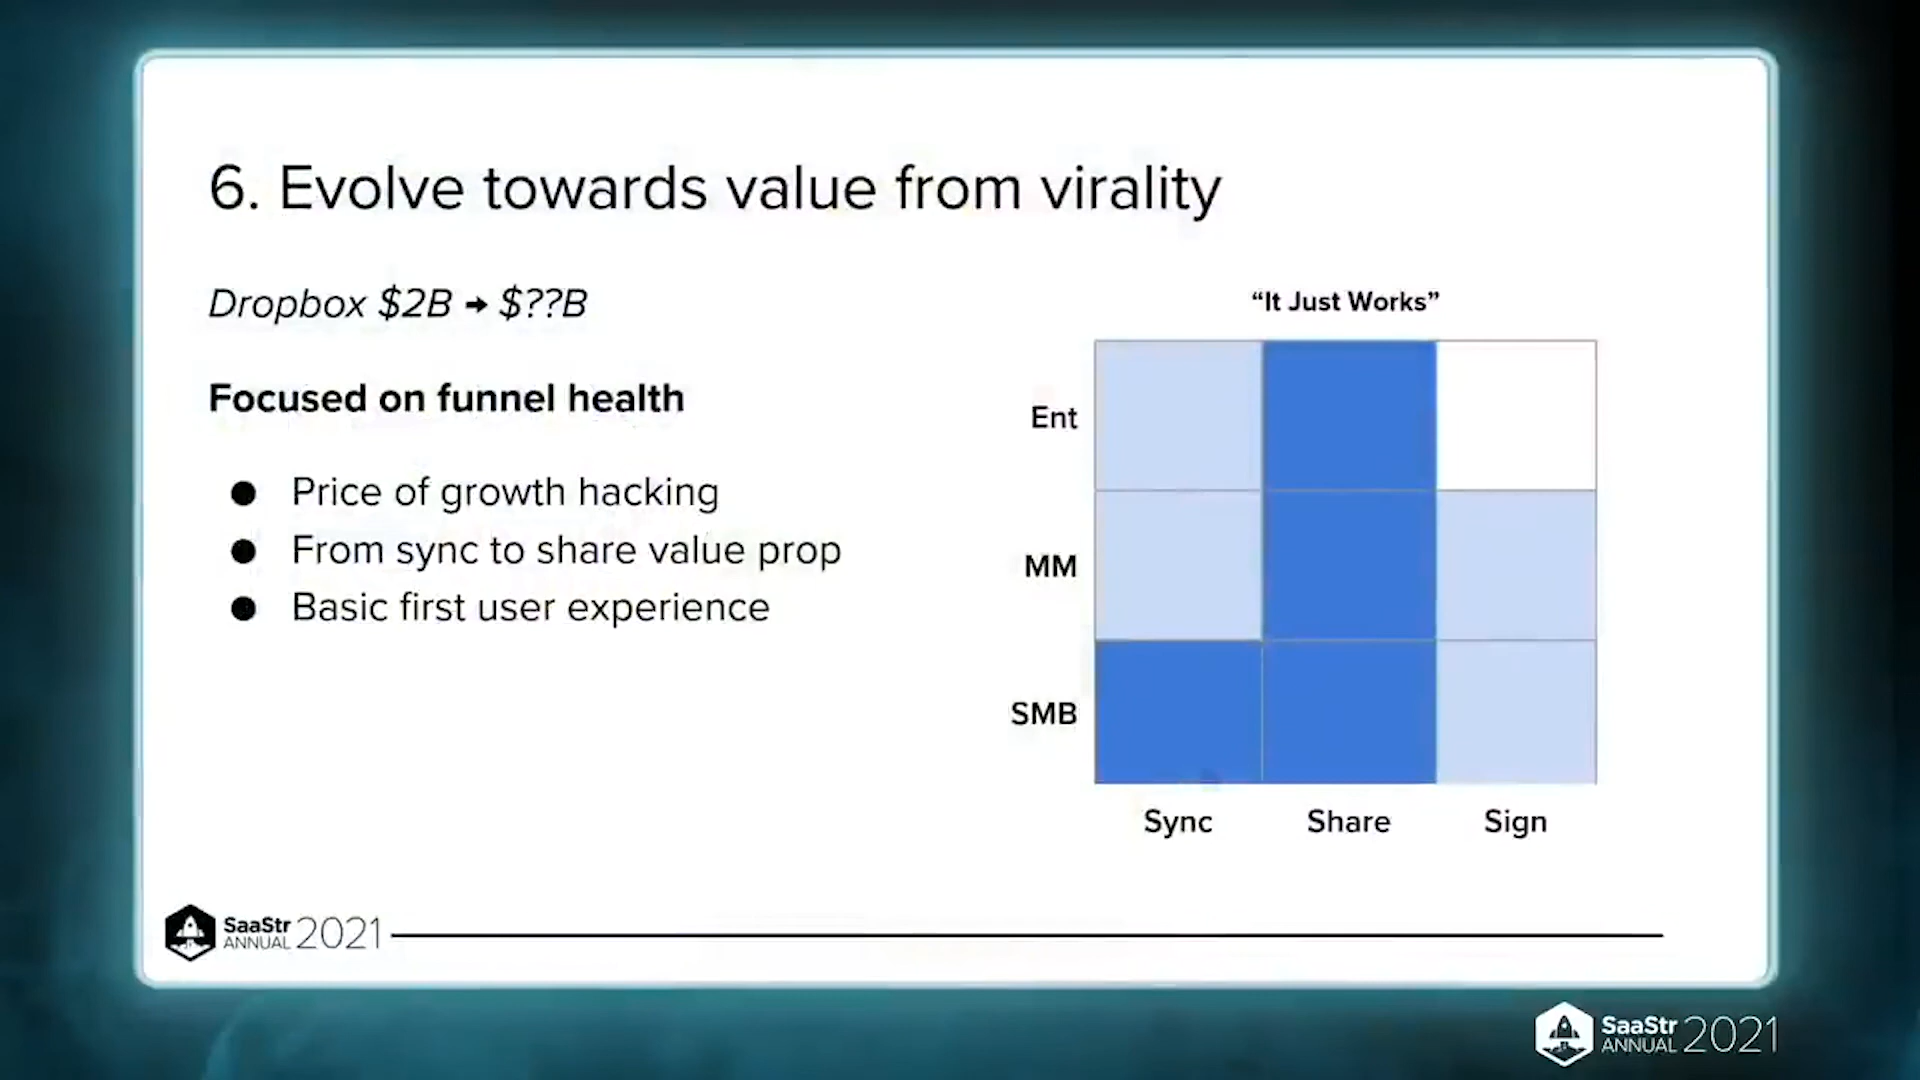 6. Evolve towards value from virality
Dropbox $2B → $??B
Focused on funnel health
● Price of growth hacking
● From sync to share value prop
● Basic first user experience
“It Just Works”
Ent
MM
SMB
Sync Share Sign
SaaStr ANNUAL 2021
SaaStr ANNUAL 2021